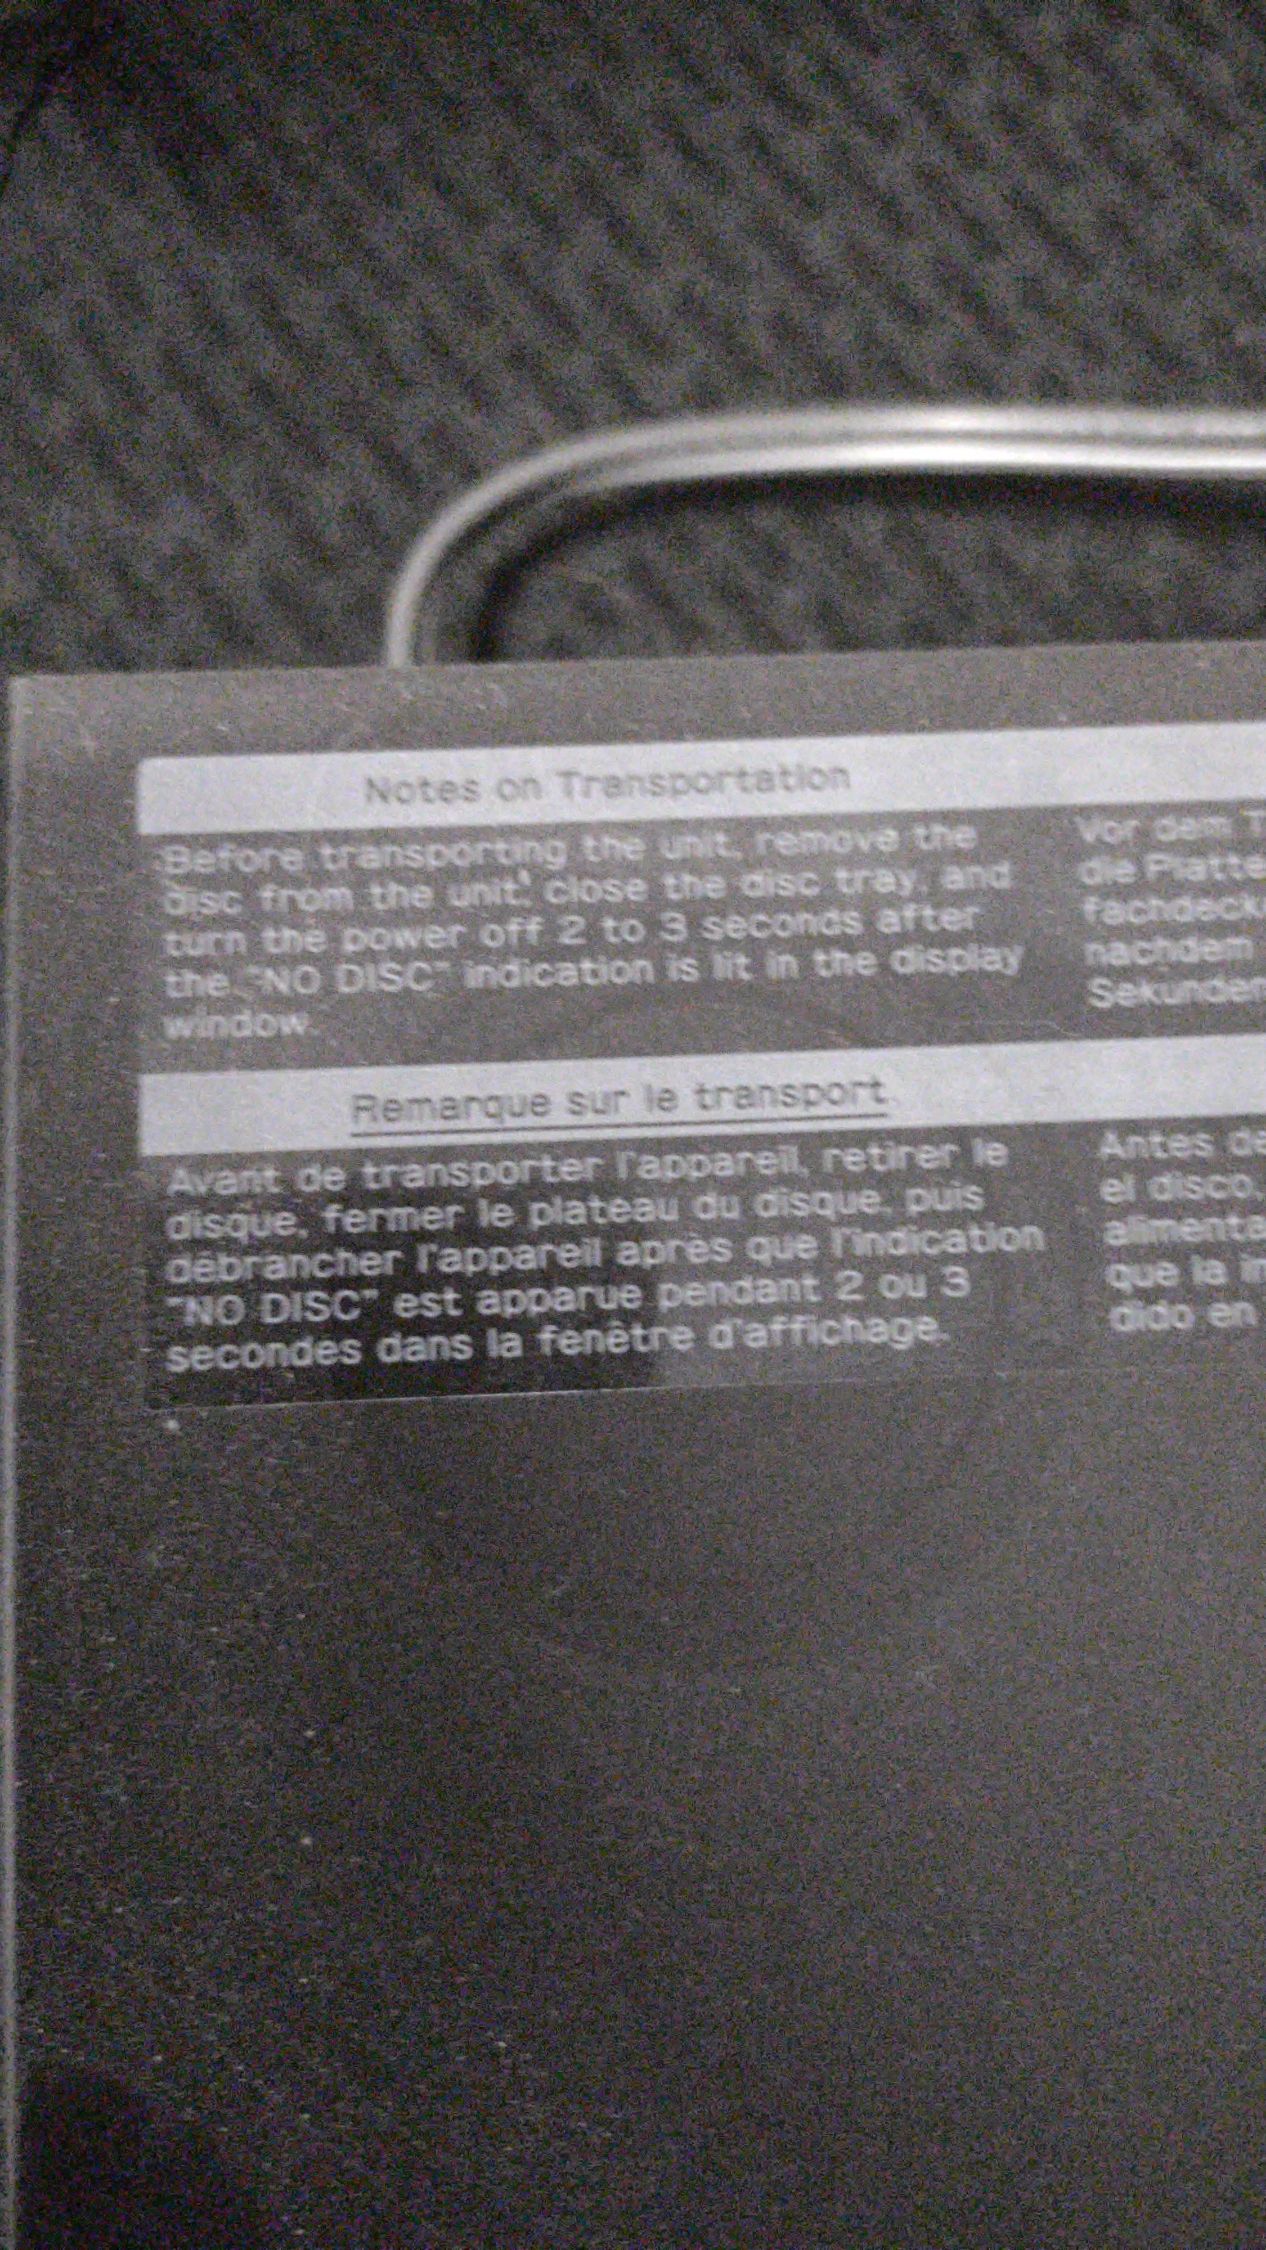 Notes on Transportation
Before transporting the unit, remove the
disc from the unit, close the disc tray, and
turn the power off 2 to 3 seconds after
the "NO DISC" indication is lit in the display
window.
Vor dem
die Platte
nachdem
Remarque sur le transport
Avant de transporter l'appareil, retirer le
disque, fermer le plateau du disque, puis
débrancher l'appareil après que l'indication
"NO DISC" est apparue pendant 2 ou 3
secondes dans la fenêtre d'affichage.
Antes de
el disco,
alimenta
que la in
dido en